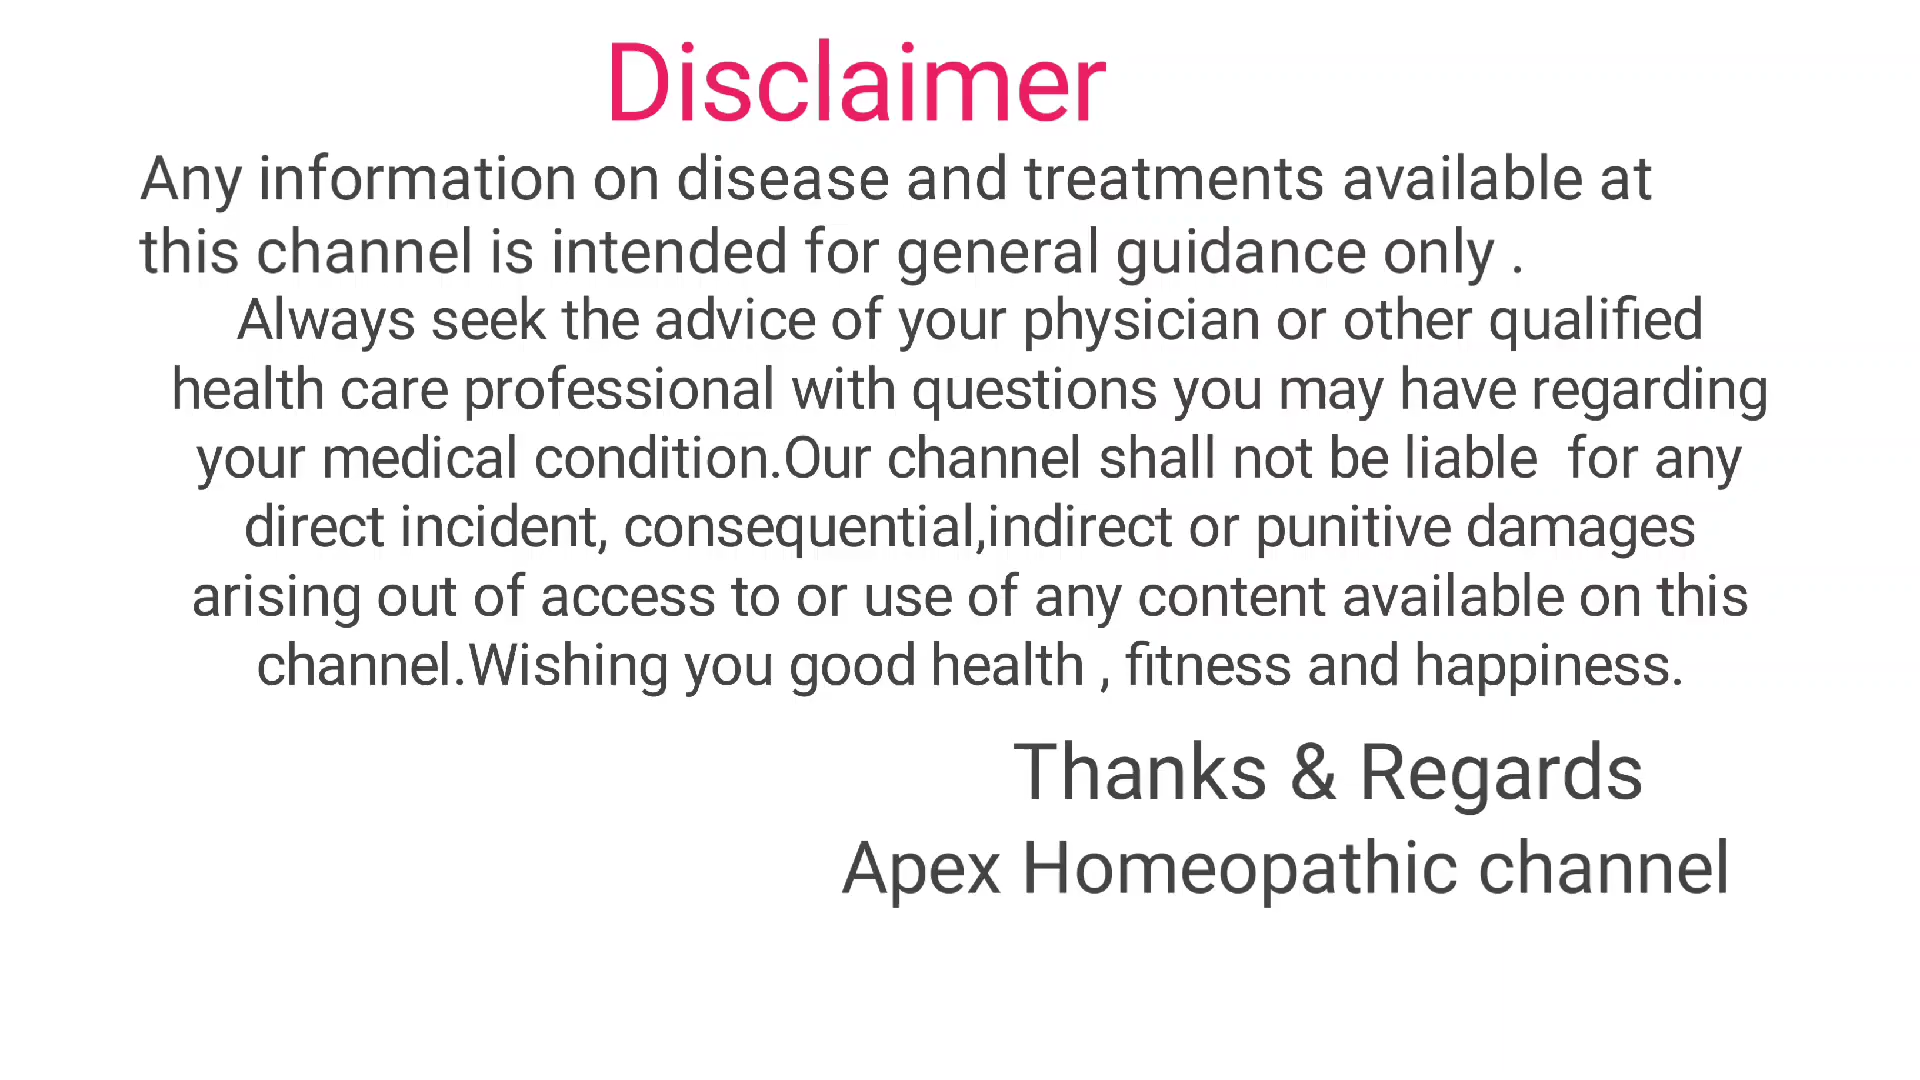 Disclaimer
Any information on disease and treatments available at
this channel is intended for general guidance only .
Always seek the advice of your physician or other qualified
health care professional with questions you may have regarding
your medical condition.Our channel shall not be liable  for any
direct incident, consequential,indirect or punitive damages
arising out of access to or use of any content available on this
channel.Wishing you good health , fitness and happiness.
Thanks & Regards
Apex Homeopathic channel